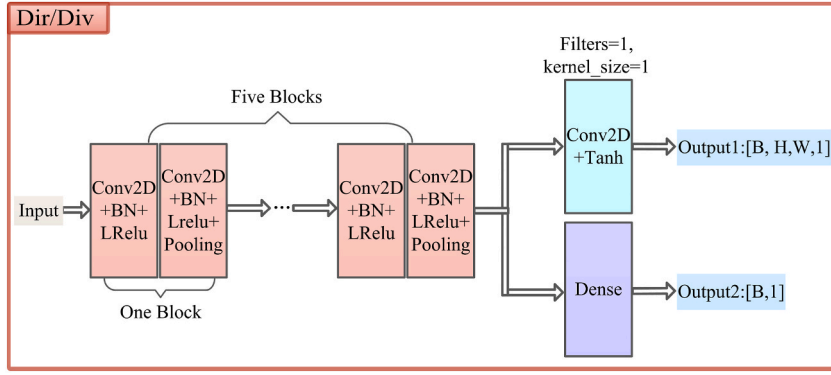 Dir/Div
Filters=1,
kernel_size=1
Five Blocks
Input
Conv2D
+BN+
LRelu
Conv2D
+BN+
Lrelu+
Pooling
...
Conv2D
+BN+
LRelu
Conv2D
+BN+
LRelu+
Pooling
One Block
Conv2D
+Tanh
Output1:[B, H,W,1]
Dense
Output2:[B,1]